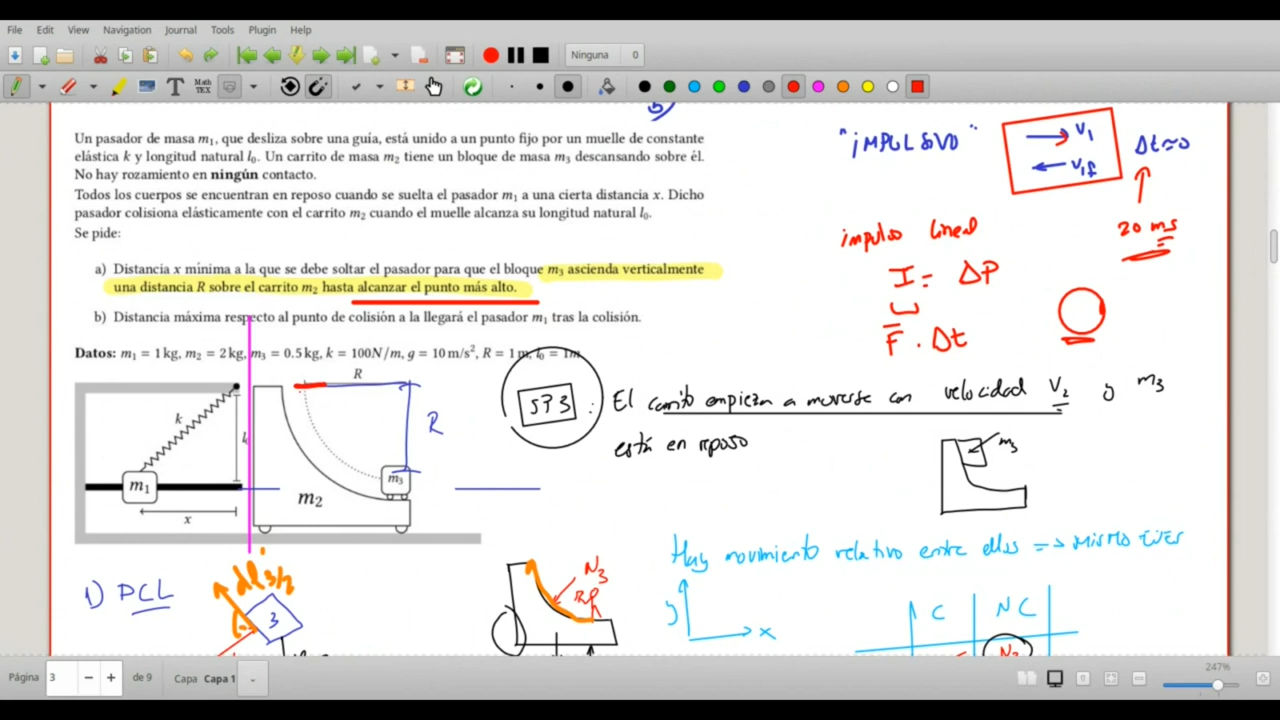 File Edit View Navigation Journal Tools Plugin Help
Ninguna 0
T Math TEX
Un pasador de masa m₁, que desliza sobre una guía, está unido a un punto fijo por un muelle de constante
elástica k y longitud natural l₀. Un carrito de masa m₂ tiene un bloque de masa m₃ descansando sobre él.
No hay rozamiento en ningún contacto.
Todos los cuerpos se encuentran en reposo cuando se suelta el pasador m₁ a una cierta distancia x. Dicho
pasador colisiona elásticamente con el carrito m₂ cuando el muelle alcanza su longitud natural l₀.
Se pide:
a) Distancia x mínima a la que se debe soltar el pasador para que el bloque m₃ ascienda verticalmente
una distancia R sobre el carrito m₂ hasta alcanzar el punto más alto.
b) Distancia máxima respecto al punto de colisión a la llegará el pasador m₁ tras la colisión.
Datos: m₁ = 1 kg, m₂ = 2 kg, m₃ = 0.5 kg, k = 100N/m, g = 10 m/s², R = 1 m, l₀ = 1m
"IMPULSIVO"
V₁
V₁f
Δt≈0
20 ms
impulso lineal
I = ΔP
F · Δt
R
k
l
R
m₁
m₂
m₃
x
SP3 : El carrito empieza a moverse con velocidad V₂ y m₃
está en reposo
m₃
Hay movimiento relativo entre ellos => MISMO EJES
1) PCL
dl 3/2
3
N₃
y
x
C NC
N₂
Página 3 de 9 Capa Capa 1
247%